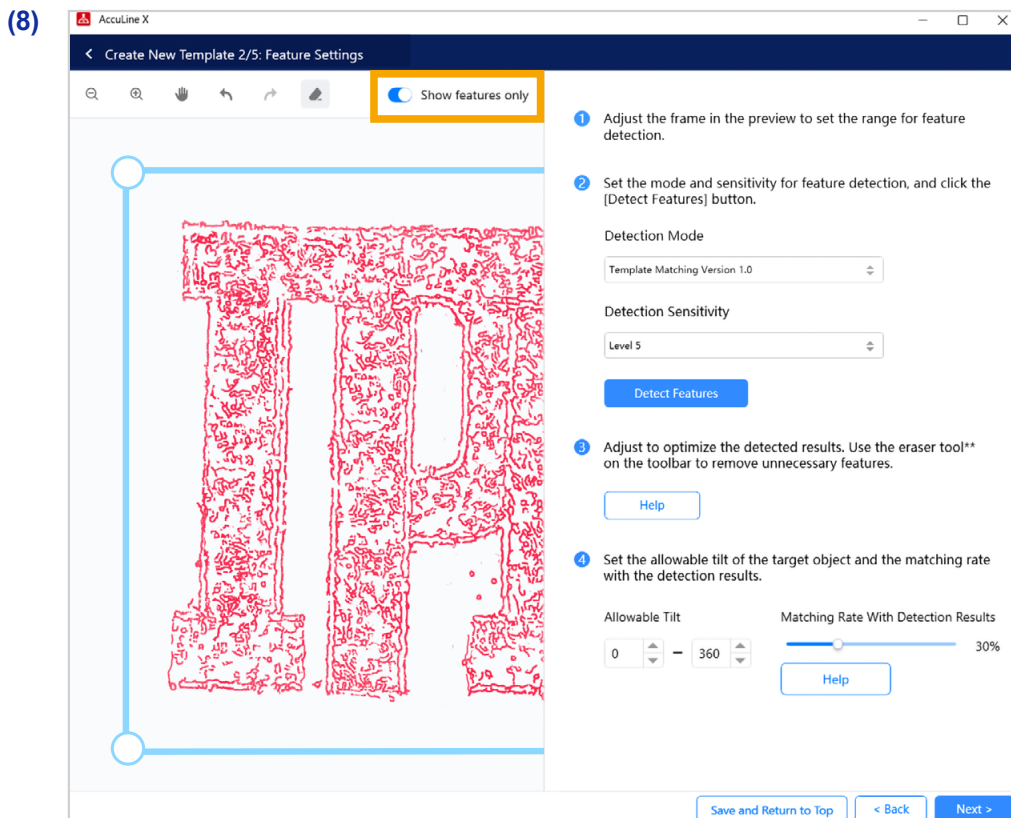 (8)
AccuLine X
Create New Template 2/5: Feature Settings
Show features only
1 Adjust the frame in the preview to set the range for feature
detection.
2 Set the mode and sensitivity for feature detection, and click the
[Detect Features] button.
Detection Mode
Template Matching Version 1.0
Detection Sensitivity
Level 5
Detect Features
3 Adjust to optimize the detected results. Use the eraser tool**
on the toolbar to remove unnecessary features.
Help
4 Set the allowable tilt of the target object and the matching rate
with the detection results.
Allowable Tilt
Matching Rate With Detection Results
0 – 360
30%
Help
Save and Return to Top
< Back
Next >